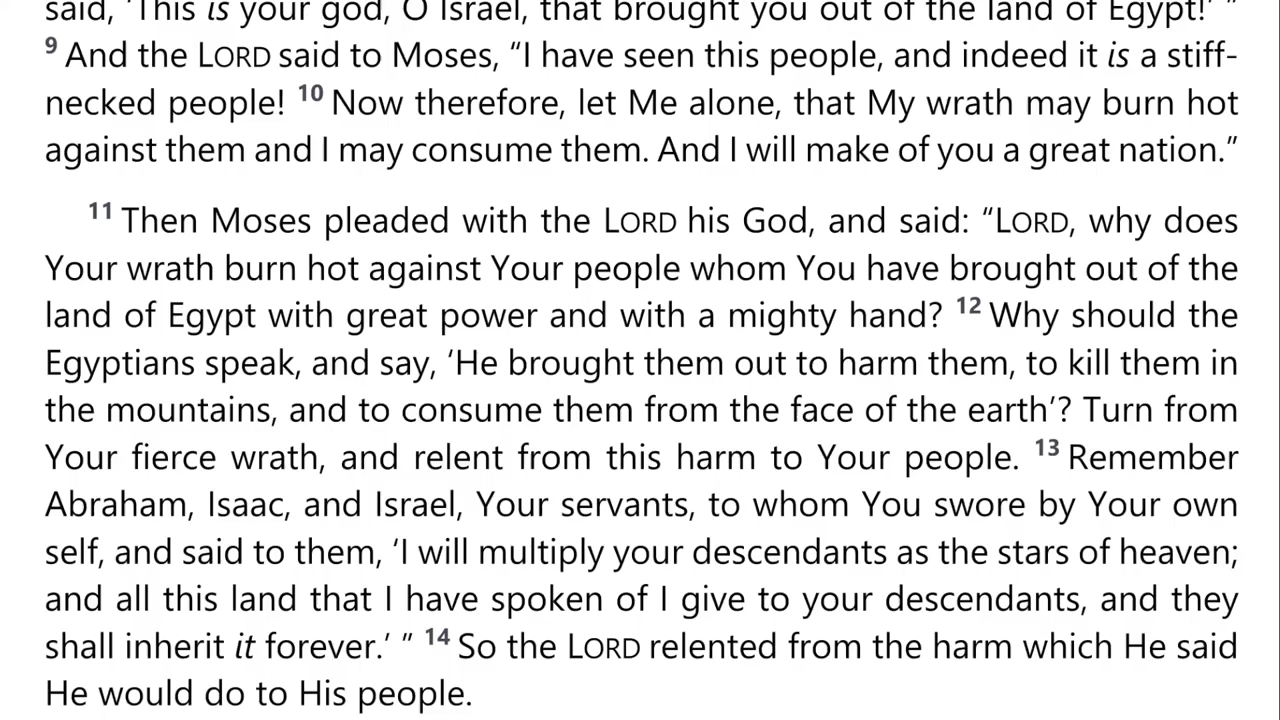 said, ‘This is your god, O Israel, that brought you out of the land of Egypt!’ ”
9 And the LORD said to Moses, “I have seen this people, and indeed it is a stiff-
necked people! 10 Now therefore, let Me alone, that My wrath may burn hot
against them and I may consume them. And I will make of you a great nation.”
11 Then Moses pleaded with the LORD his God, and said: “LORD, why does
Your wrath burn hot against Your people whom You have brought out of the
land of Egypt with great power and with a mighty hand? 12 Why should the
Egyptians speak, and say, ‘He brought them out to harm them, to kill them in
the mountains, and to consume them from the face of the earth’? Turn from
Your fierce wrath, and relent from this harm to Your people. 13 Remember
Abraham, Isaac, and Israel, Your servants, to whom You swore by Your own
self, and said to them, ‘I will multiply your descendants as the stars of heaven;
and all this land that I have spoken of I give to your descendants, and they
shall inherit it forever.’ ” 14 So the LORD relented from the harm which He said
He would do to His people.